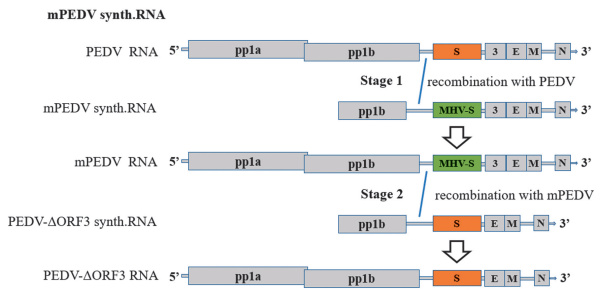 mPEDV synth.RNA
PEDV RNA 5’ pp1a pp1b S 3 E M N 3’
Stage 1 recombination with PEDV
mPEDV synth.RNA pp1b MHV-S 3 E M N 3’
mPEDV RNA 5’ pp1a pp1b MHV-S 3 E M N 3’
Stage 2 recombination with mPEDV
PEDV-ΔORF3 synth.RNA pp1b S E M N 3’
PEDV-ΔORF3 RNA 5’ pp1a pp1b S E M N 3’